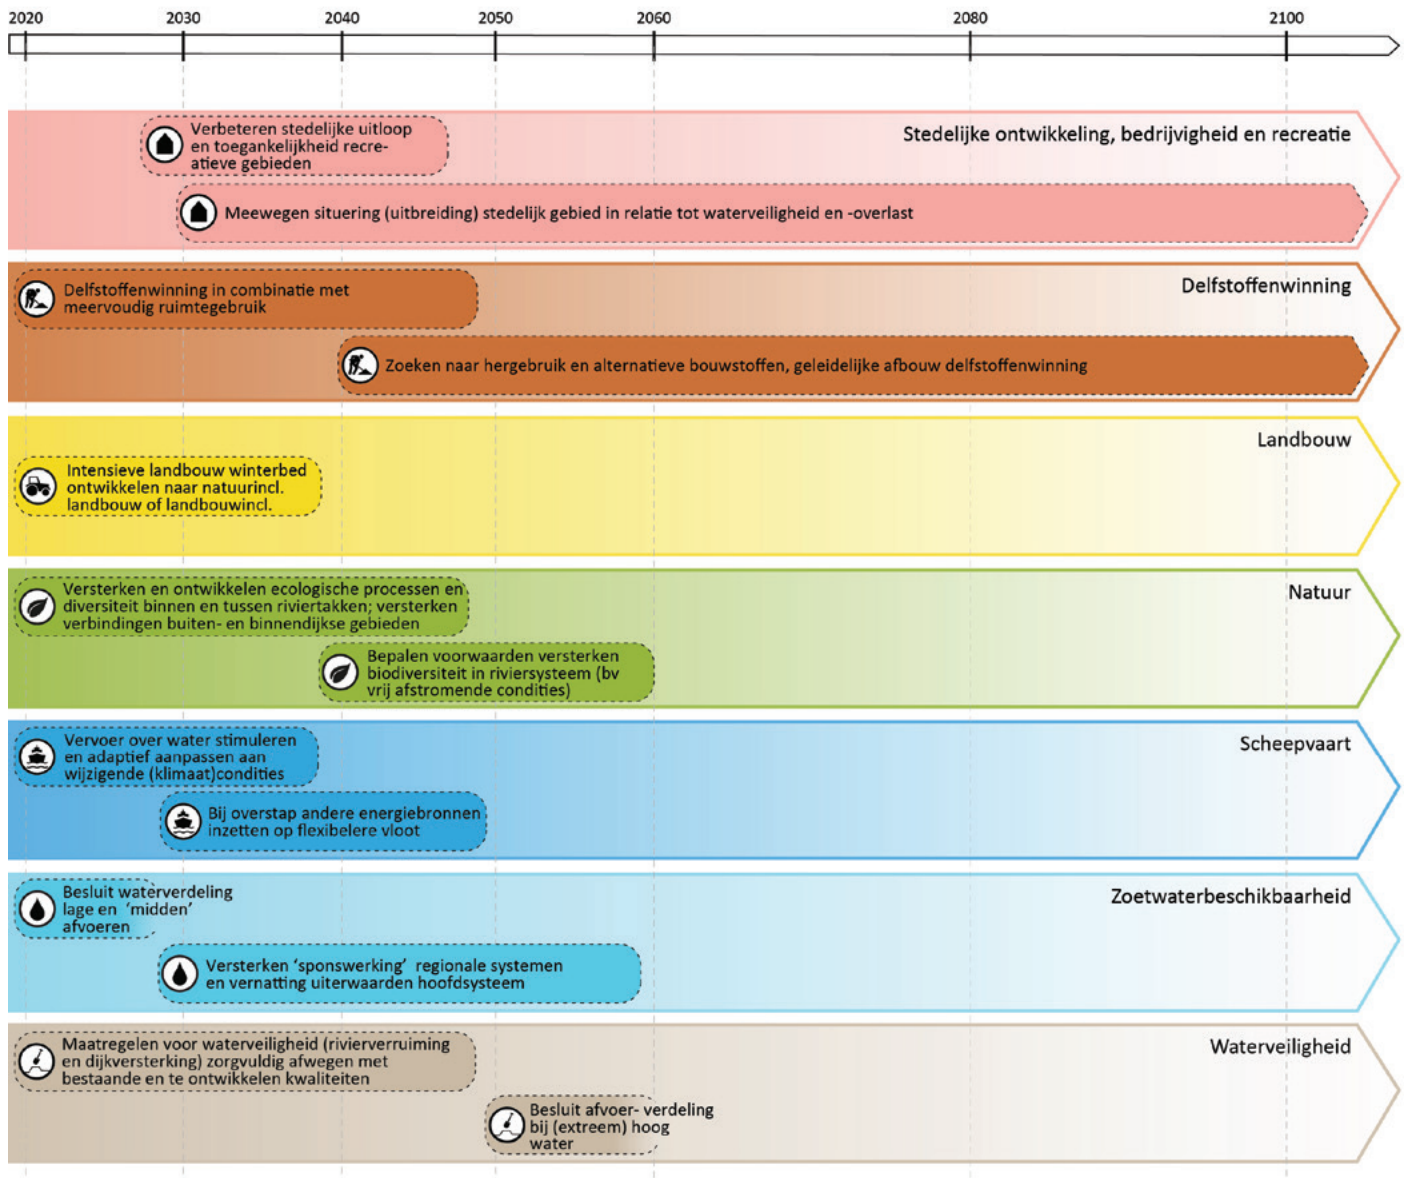 2020 2030 2040 2050 2060 2080 2100
Stedelijke ontwikkeling, bedrijvigheid en recreatie
Verbeteren stedelijke uitloop
en toegankelijkheid recre-
atieve gebieden
Meewegen situering (uitbreiding) stedelijk gebied in relatie tot waterveiligheid en -overlast
Delfstoffenwinning
Delfstoffenwinning in combinatie met
meervoudig ruimtegebruik
Zoeken naar hergebruik en alternatieve bouwstoffen, geleidelijke afbouw delfstoffenwinning
Landbouw
Intensieve landbouw winterbed
ontwikkelen naar natuurincl.
landbouw of landbouwincl.
Natuur
Versterken en ontwikkelen ecologische processen en
diversiteit binnen en tussen riviertakken; versterken
verbindingen buiten- en binnendijkse gebieden
Bepalen voorwaarden versterken
biodiversiteit in riviersysteem (bv
vrij afstromende condities)
Scheepvaart
Vervoer over water stimuleren
en adaptief aanpassen aan
wijzigende (klimaat)condities
Bij overstap andere energiebronnen
inzetten op flexibelere vloot
Zoetwaterbeschikbaarheid
Besluit waterverdeling
lage en ‘midden’
afvoeren
Versterken ‘sponswerking’ regionale systemen
en vernatting uiterwaarden hoofdsysteem
Waterveiligheid
Maatregelen voor waterveiligheid (rivierverruiming
en dijkversterking) zorgvuldig afwegen met
bestaande en te ontwikkelen kwaliteiten
Besluit afvoer- verdeling
bij (extreem) hoog
water